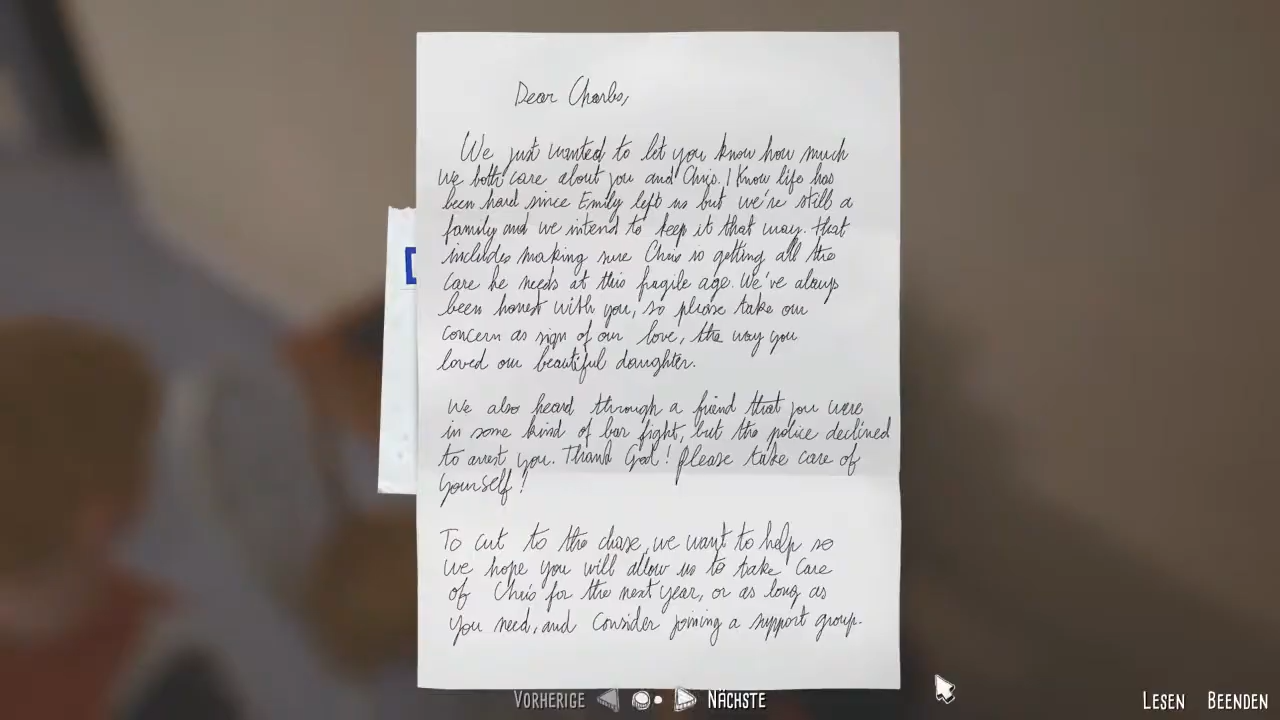 Dear Charles,
We just wanted to let you know how much
we both care about you and Chris. I know life has
been hard since Emily left us but we're still a
family and we intend to keep it that way. That
includes making sure Chris is getting all the
care he needs at this fragile age. We've always
been honest with you, so please take our
concern as sign of our love, the way you
loved our beautiful daughter.
We also heard through a friend that you were
in some kind of bar fight, but the police declined
to arrest you. Thank God! please take care of
yourself!
To cut to the chase, we want to help so
we hope you will allow us to take care
of Chris for the next year, or as long as
you need, and consider joining a support group.
VORHERIGE NÄCHSTE
LESEN BEENDEN